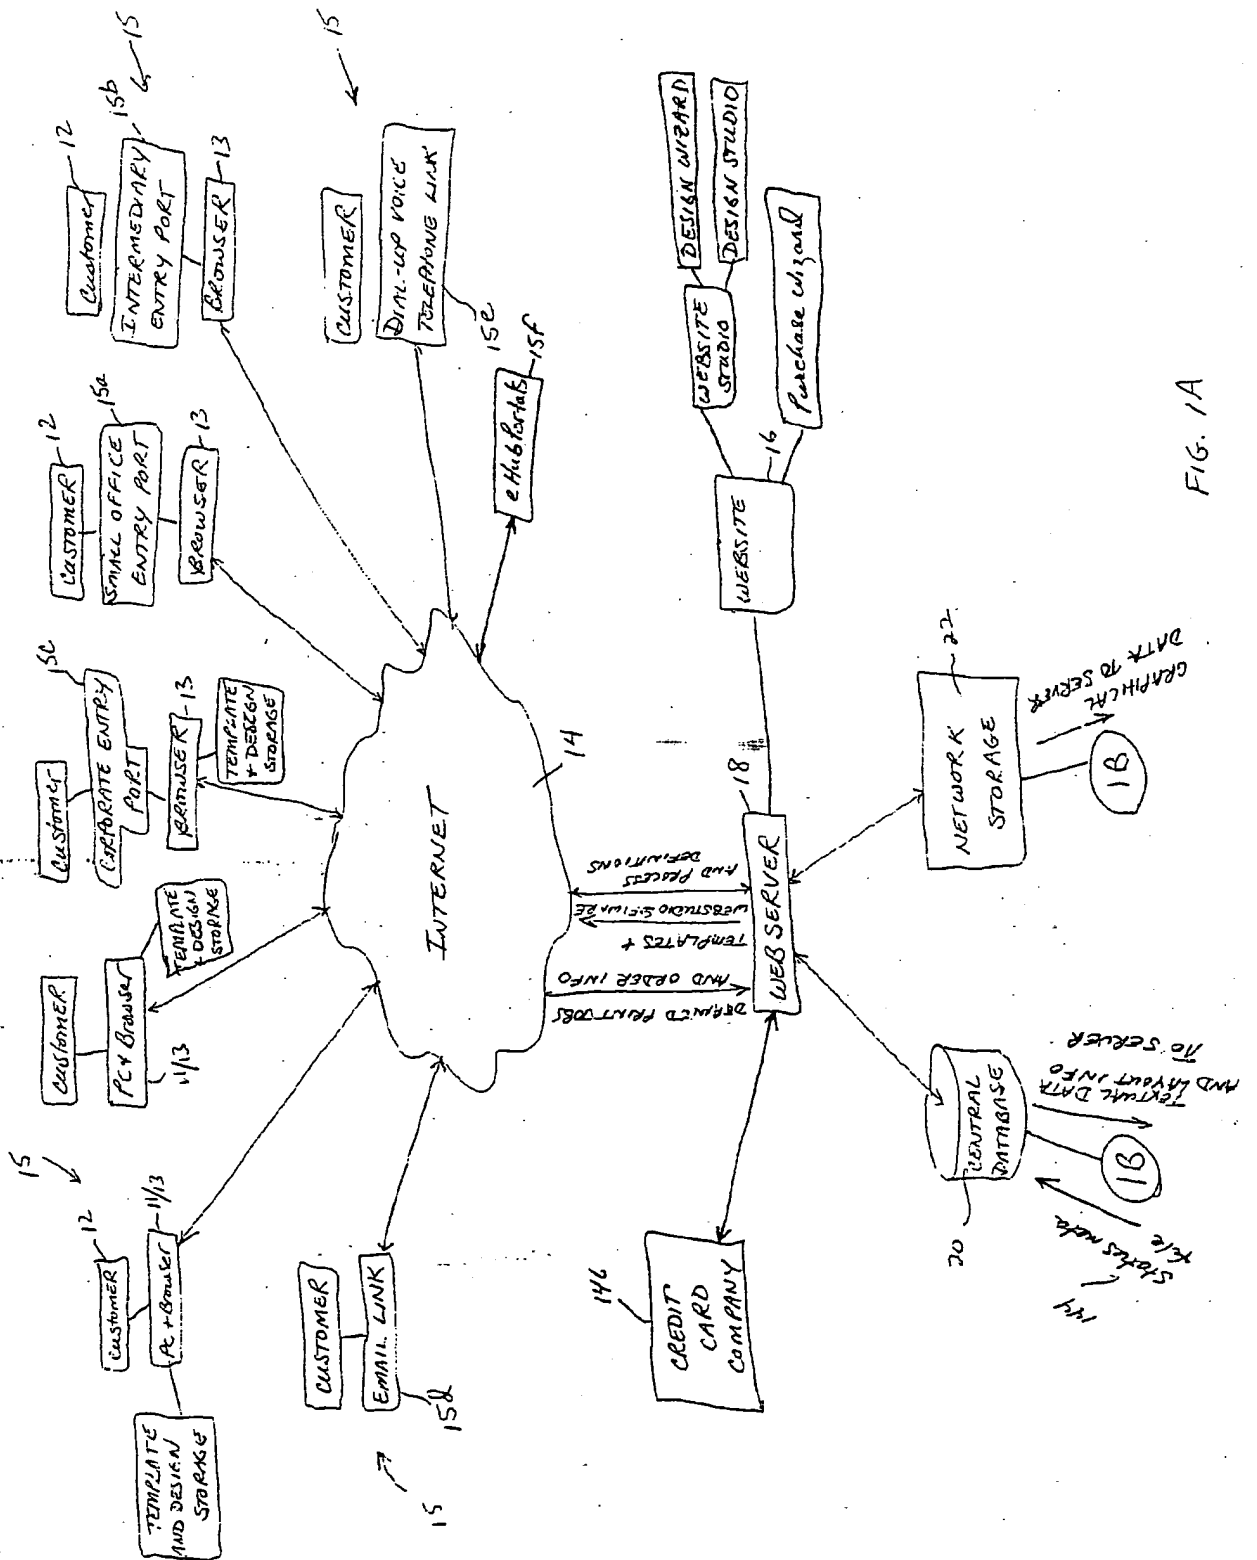 15
12
CUSTOMER
PC + Browser
11/13
TEMPLATE
AND DESIGN
STORAGE
CUSTOMER
PC + Browser
11/13
TEMPLATE
+ DESIGN
STORAGE
Customer
15c
CORPORATE ENTRY
PORT
BROWSER
13
TEMPLATE
+ DESIGN
STORAGE
12
CUSTOMER
15a
SMALL OFFICE
ENTRY PORT
BROWSER
13
12
Customer
15b
15
INTERMEDIARY
ENTRY PORT
BROWSER
13
15
CUSTOMER
DIAL-UP VOICE
TELEPHONE LINK
15e
eHub Portals
15f
CUSTOMER
EMAIL LINK
15d
15
INTERNET
14
DEFINED PRINT JOBS
AND ORDER INFO
TEMPLATES +
WEBSTUDIO
AND PROCESS
DEFINITIONS
146
CREDIT
CARD
COMPANY
WEB SERVER
18
WEBSITE
16
WEBSITE
STUDIO
DESIGN WIZARD
DESIGN STUDIO
Purchase Wizard
20
CENTRAL
DATABASE
1B
TEXTUAL DATA
AND LAYOUT INFO
TO SERVER
Stores meta
file
144
NETWORK
STORAGE
22
1B
GRAPHICAL
DATA TO SERVER
FIG. 1A